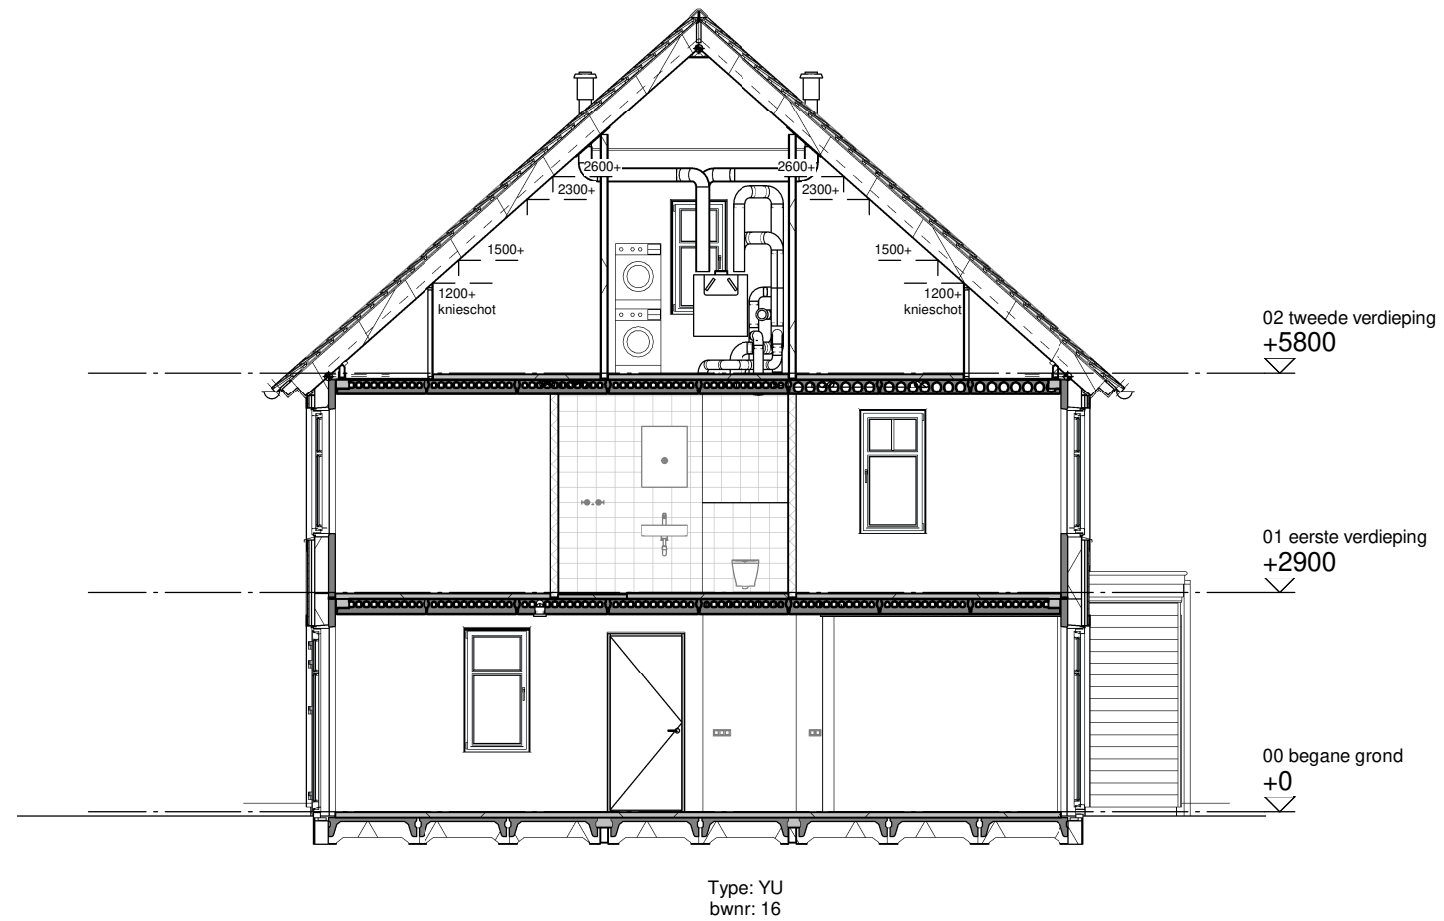 2600+
2600+
2300+
2300+
1500+
1500+
1200+
knieschot
1200+
knieschot
02 tweede verdieping
+5800
01 eerste verdieping
+2900
00 begane grond
+0
Type: YU
bwnr: 16